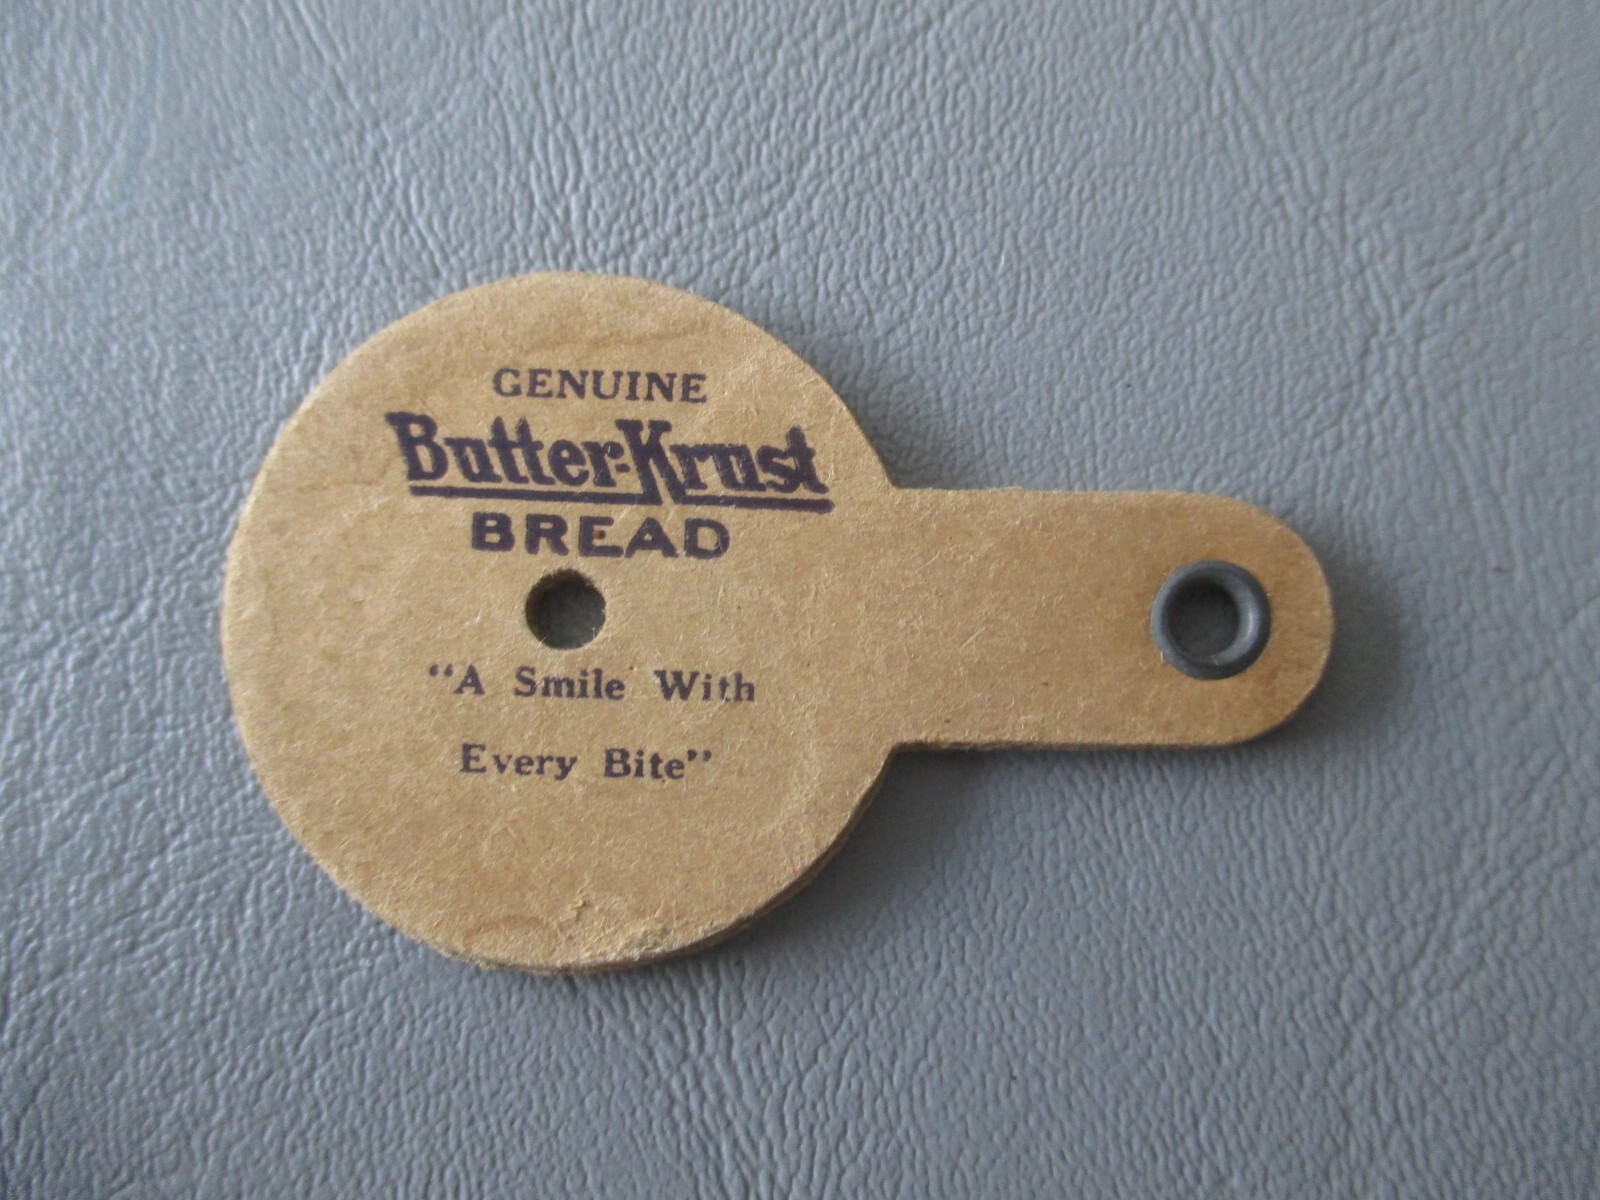 GENUINE
Butter-Krust
BREAD
“A Smile With
Every Bite”